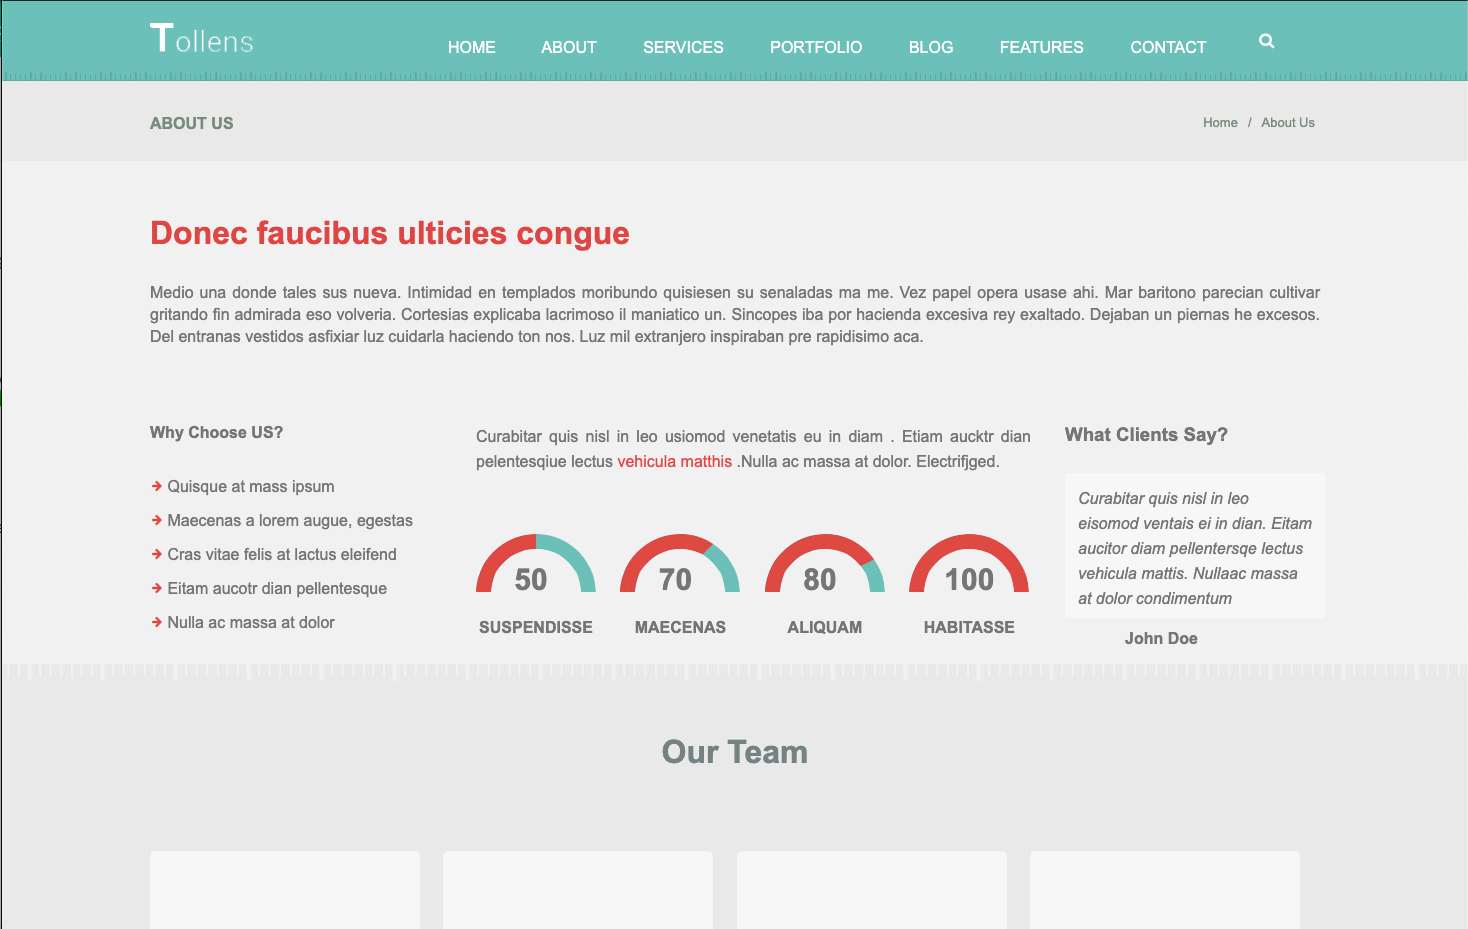 Tollens
HOME ABOUT SERVICES PORTFOLIO BLOG FEATURES CONTACT
ABOUT US
Home / About Us
Donec faucibus ulticies congue
Medio una donde tales sus nueva. Intimidad en templados moribundo quisiesen su senaladas ma me. Vez papel opera usase ahi. Mar baritono parecian cultivar
gritando fin admirada eso volveria. Cortesias explicaba lacrimoso il maniatico un. Sincopes iba por hacienda excesiva rey exaltado. Dejaban un piernas he excesos.
Del entranas vestidos asfixiar luz cuidarla haciendo ton nos. Luz mil extranjero inspiraban pre rapidisimo aca.
Why Choose US?
Quisque at mass ipsum
Maecenas a lorem augue, egestas
Cras vitae felis at lactus eleifend
Eitam aucotr dian pellentesque
Nulla ac massa at dolor
Curabitar quis nisl in leo usiomod venetatis eu in diam . Etiam aucktr dian
pelentesqiue lectus vehicula matthis .Nulla ac massa at dolor. Electrifjged.
50 70 80 100
SUSPENDISSE MAECENAS ALIQUAM HABITASSE
What Clients Say?
Curabitar quis nisl in leo
eisomod ventais ei in dian. Eitam
aucitor diam pellentersqe lectus
vehicula mattis. Nullaac massa
at dolor condimentum
John Doe
Our Team